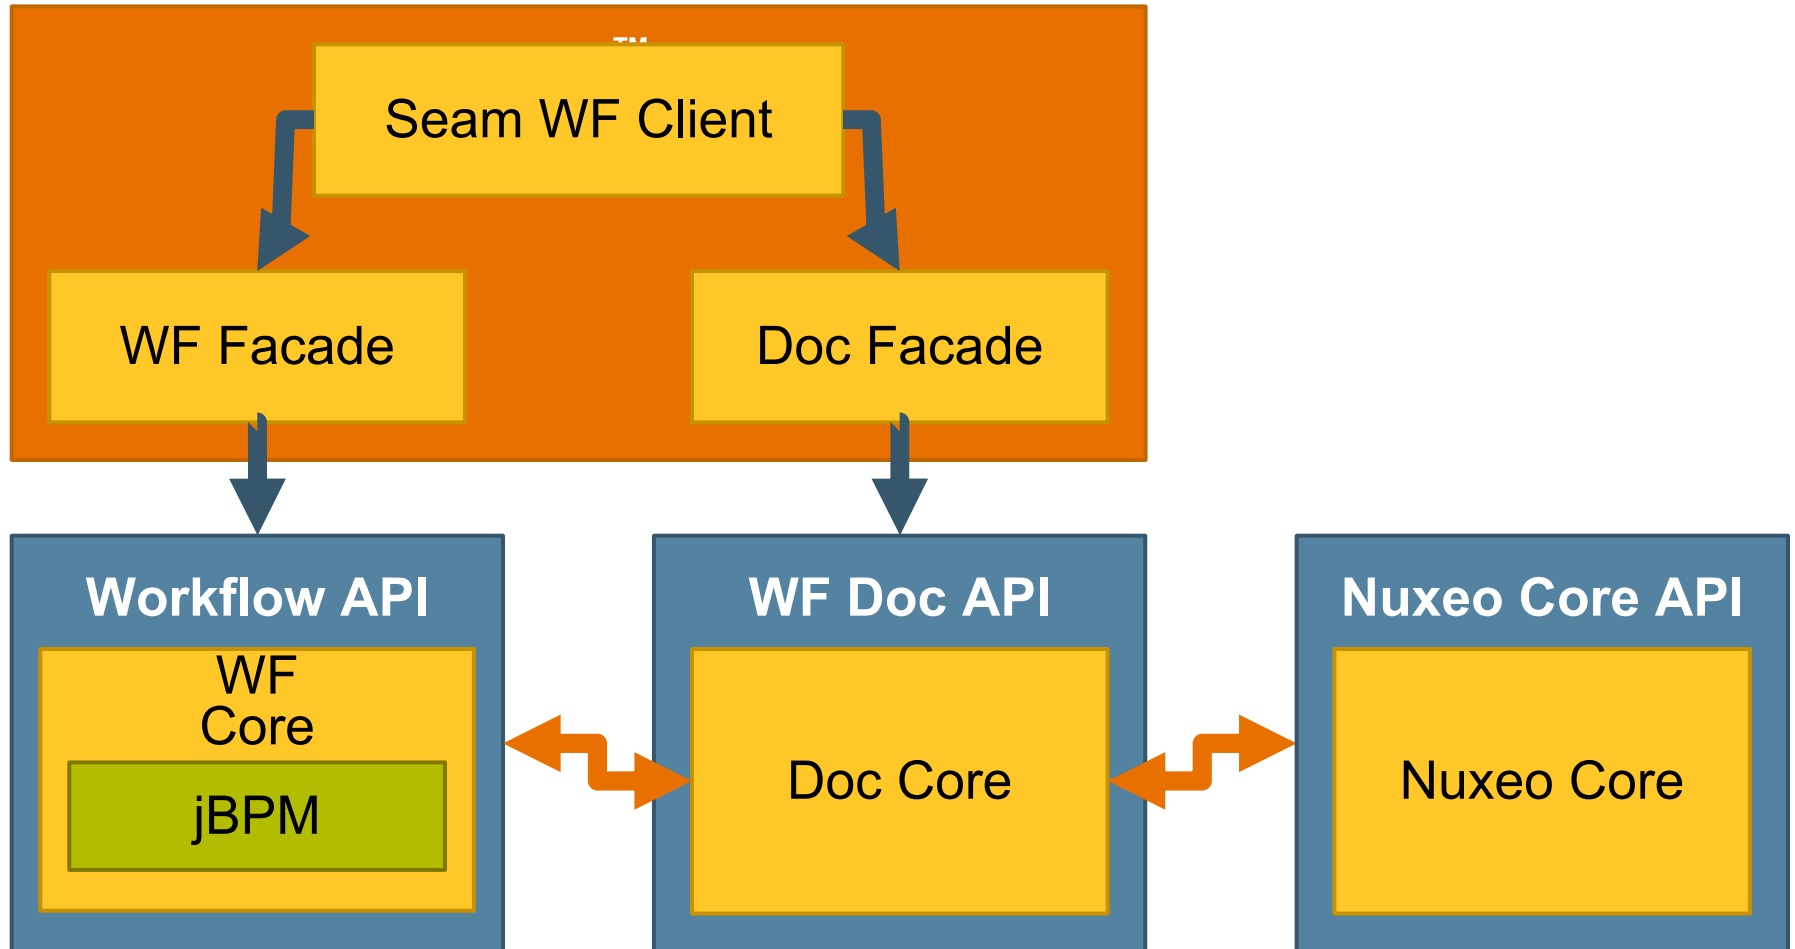 TM
Seam WF Client
WF Facade
Doc Facade
Workflow API
WF Doc API
Nuxeo Core API
WF
Core
jBPM
Doc Core
Nuxeo Core